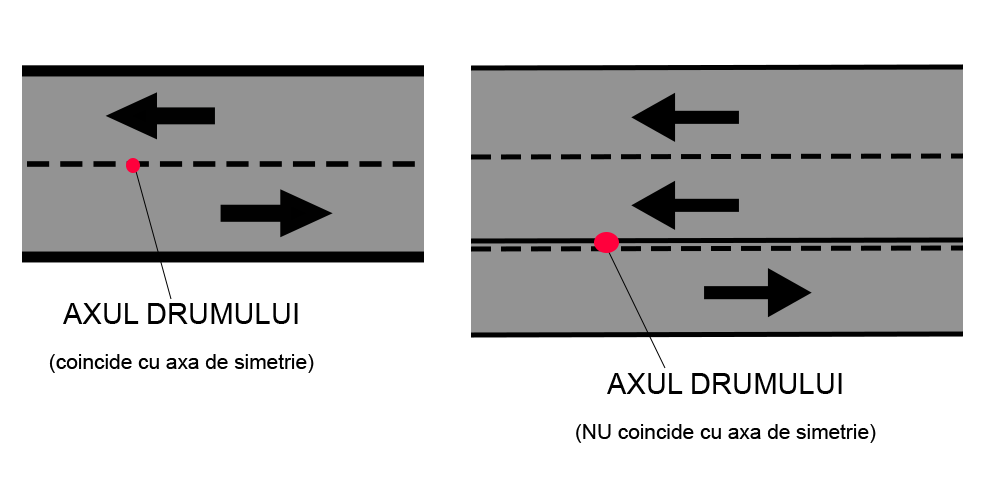 AXUL DRUMULUI
(coincide cu axa de simetrie)
AXUL DRUMULUI
(NU coincide cu axa de simetrie)